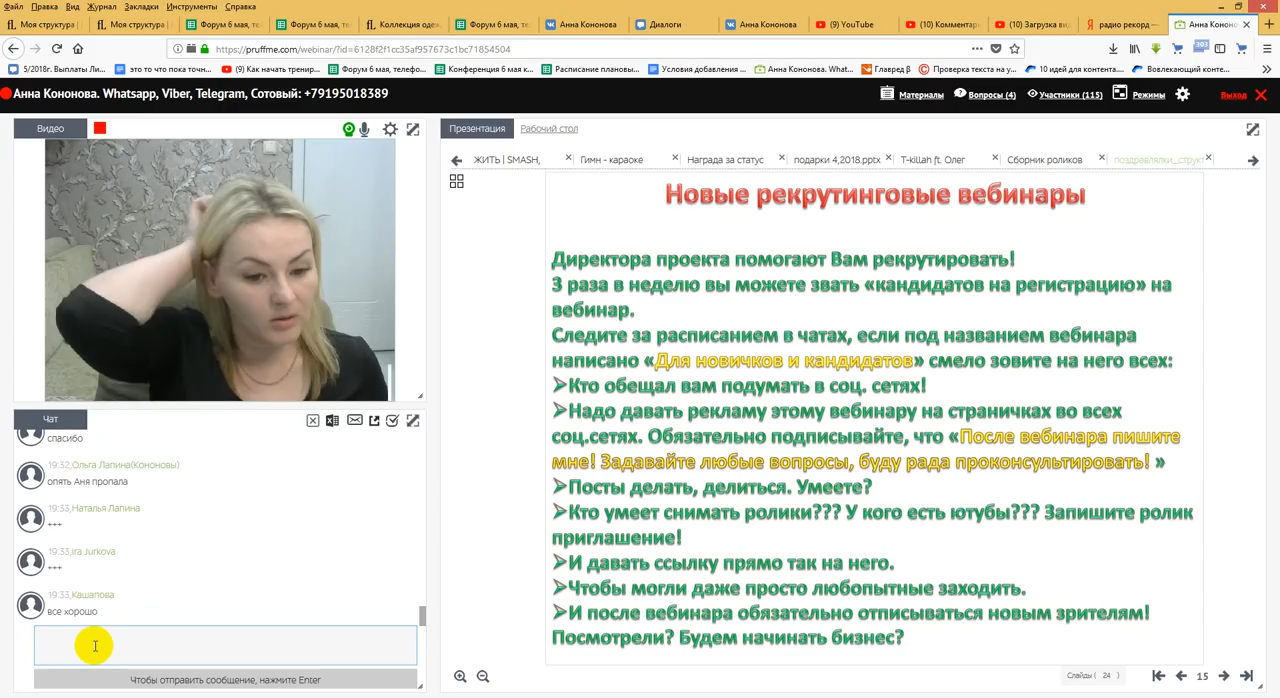 Файл Правка Вид Журнал Закладки Инструменты Справка
Моя структура | Моя структура | Форум 6 мая, Форум 6 мая, Коллекция одеж Форум 6 мая, Анна Кононова Диалоги Анна Кононова (9) YouTube (10) Комментар (10) Загрузка ви радио рекорд — Анна Конон
https://pruffme.com/webinar/?id=6128f2f1cc35af957673c1bc71854504
5/2018г. Выплаты Ли... это то что пока точн... (9) Как начать тренир... Форум 6 мая, телефо... Конференция 6 мая к... Расписание плановы... Условия добавления ... Анна Кононова. What... Главред β Проверка текста на у... 10 идей для контента... Вовлекающий конте...
Анна Кононова. Whatsapp, Viber, Telegram, Сотовый: +79195018389
Материалы Вопросы (4) Участники (115) Режимы Выход
Видео
Презентация Рабочий стол
ЖИТЬ | SMASH, Гимн - караоке Награда за статус подарки 4,2018.pptx T-killah ft. Олег Сборник роликов поздравлялки_структ
Новые рекрутинговые вебинары
Директора проекта помогают Вам рекрутировать!
3 раза в неделю вы можете звать «кандидатов на регистрацию» на
вебинар.
Следите за расписанием в чатах, если под названием вебинара
написано «Для новичков и кандидатов» смело зовите на него всех:
➢Кто обещал вам подумать в соц. сетях!
➢Надо давать рекламу этому вебинару на страничках во всех
соц.сетях. Обязательно подписывайте, что «После вебинара пишите
мне! Задавайте любые вопросы, буду рада проконсультировать! »
➢Посты делать, делиться. Умеете?
➢Кто умеет снимать ролики??? У кого есть ютубы??? Запишите ролик
приглашение!
➢И давать ссылку прямо так на него.
➢Чтобы могли даже просто любопытные заходить.
➢И после вебинара обязательно отписываться новым зрителям!
Посмотрели? Будем начинать бизнес?
Слайды ( 24 ) 15
Чат
спасибо
19:32,Ольга Лапина(Кононовы)
опять Аня пропала
19:33,Наталья Лапина
+++
19:33,Ira Jurkova
+++
19:33,Кашапова
все хорошо
Чтобы отправить сообщение, нажмите Enter